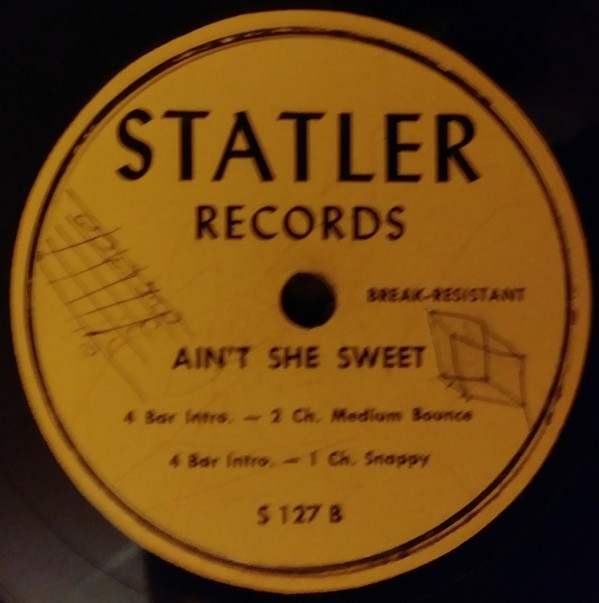 STATLER
RECORDS
BREAK-RESISTANT
AIN'T SHE SWEET
4 Bar Intro. — 2 Ch. Medium Bounce
4 Bar Intro. — 1 Ch. Snappy
S 127 B